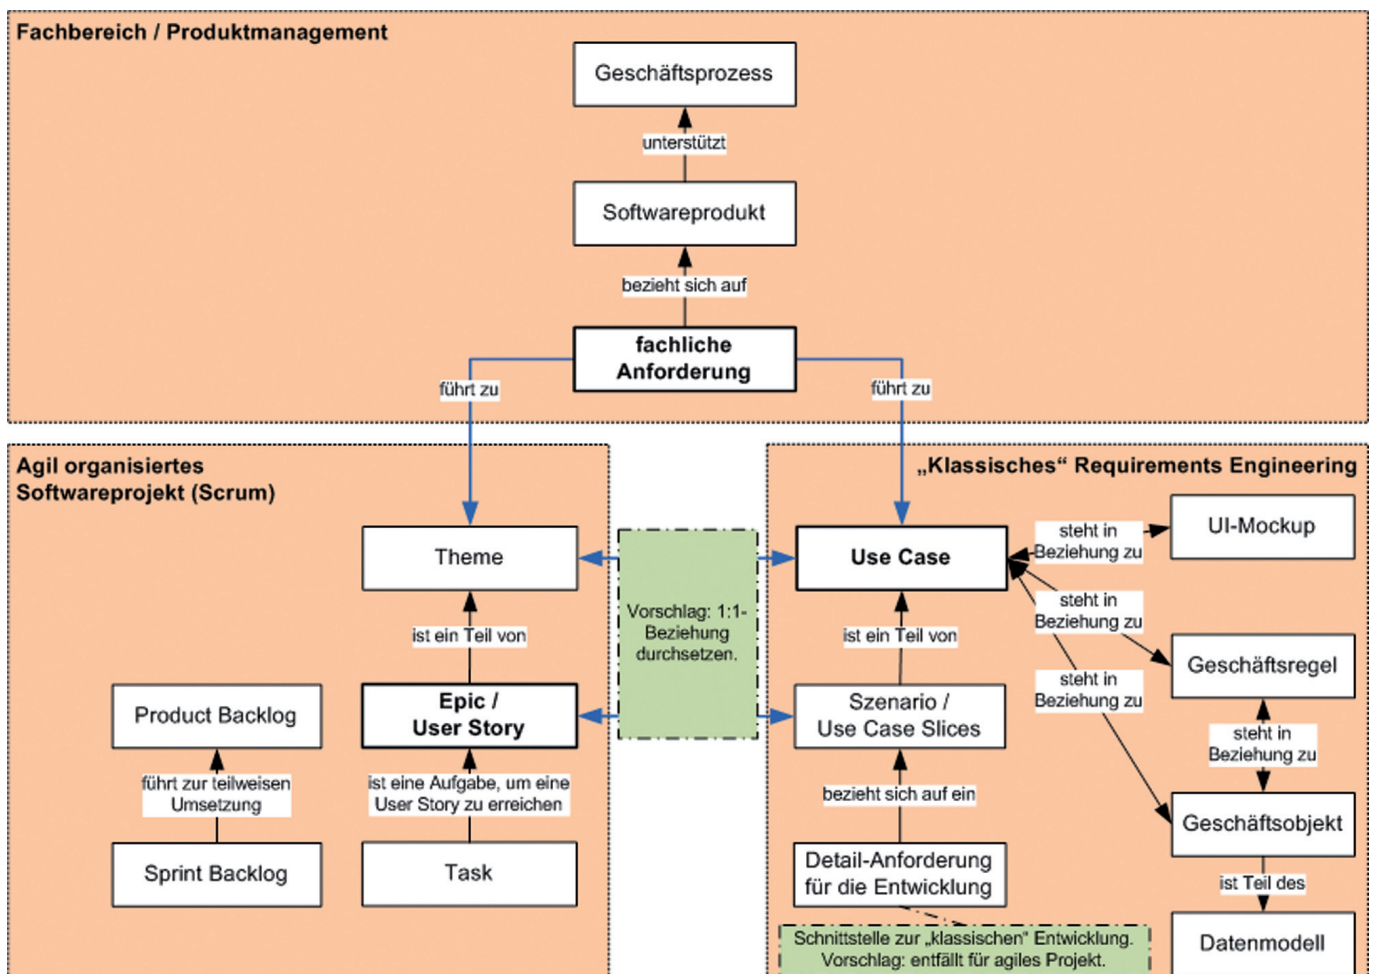 Fachbereich / Produktmanagement
Geschäftsprozess
unterstützt
Softwareprodukt
bezieht sich auf
fachliche
Anforderung
führt zu
führt zu
Agil organisiertes
Softwareprojekt (Scrum)
Theme
ist ein Teil von
Epic /
User Story
Product Backlog
führt zur teilweisen
Umsetzung
ist eine Aufgabe, um eine
User Story zu erreichen
Sprint Backlog
Task
Vorschlag: 1:1-
Beziehung
durchsetzen.
„Klassisches“ Requirements Engineering
UI-Mockup
steht in
Beziehung zu
Use Case
steht in
Beziehung zu
ist ein Teil von
Geschäftsregel
steht in
Beziehung zu
Szenario /
Use Case Slices
steht in
Beziehung zu
bezieht sich auf ein
Geschäftsobjekt
Detail-Anforderung
für die Entwicklung
ist Teil des
Schnittstelle zur „klassischen“ Entwicklung.
Vorschlag: entfällt für agiles Projekt.
Datenmodell